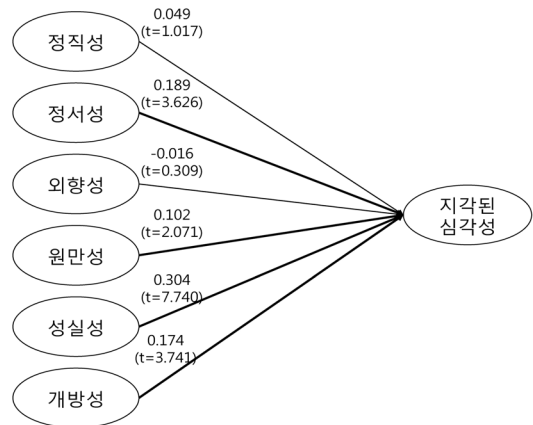 0.049
(t=1.017)
정직성
0.189
(t=3.626)
정서성
-0.016
(t=0.309)
외향성
지각된
심각성
0.102
(t=2.071)
원만성
0.304
(t=7.740)
성실성
0.174
(t=3.741)
개방성